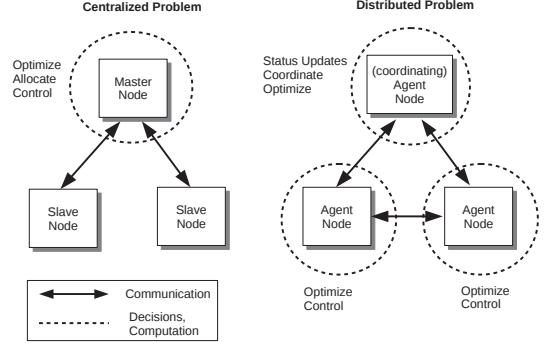 Centralized Problem
Optimize
Allocate
Control
Master
Node
Slave
Node
Slave
Node
Distributed Problem
Status Updates
Coordinate
Optimize
(coordinating)
Agent
Node
Agent
Node
Agent
Node
Optimize
Control
Optimize
Control
Communication
Decisions,
Computation